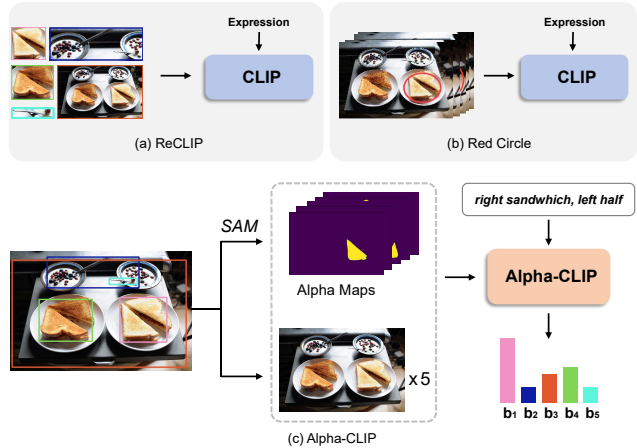 Expression
CLIP
(a) ReCLIP
Expression
CLIP
(b) Red Circle
SAM
Alpha Maps
x 5
right sandwhich, left half
Alpha-CLIP
b1 b2 b3 b4 b5
(c) Alpha-CLIP